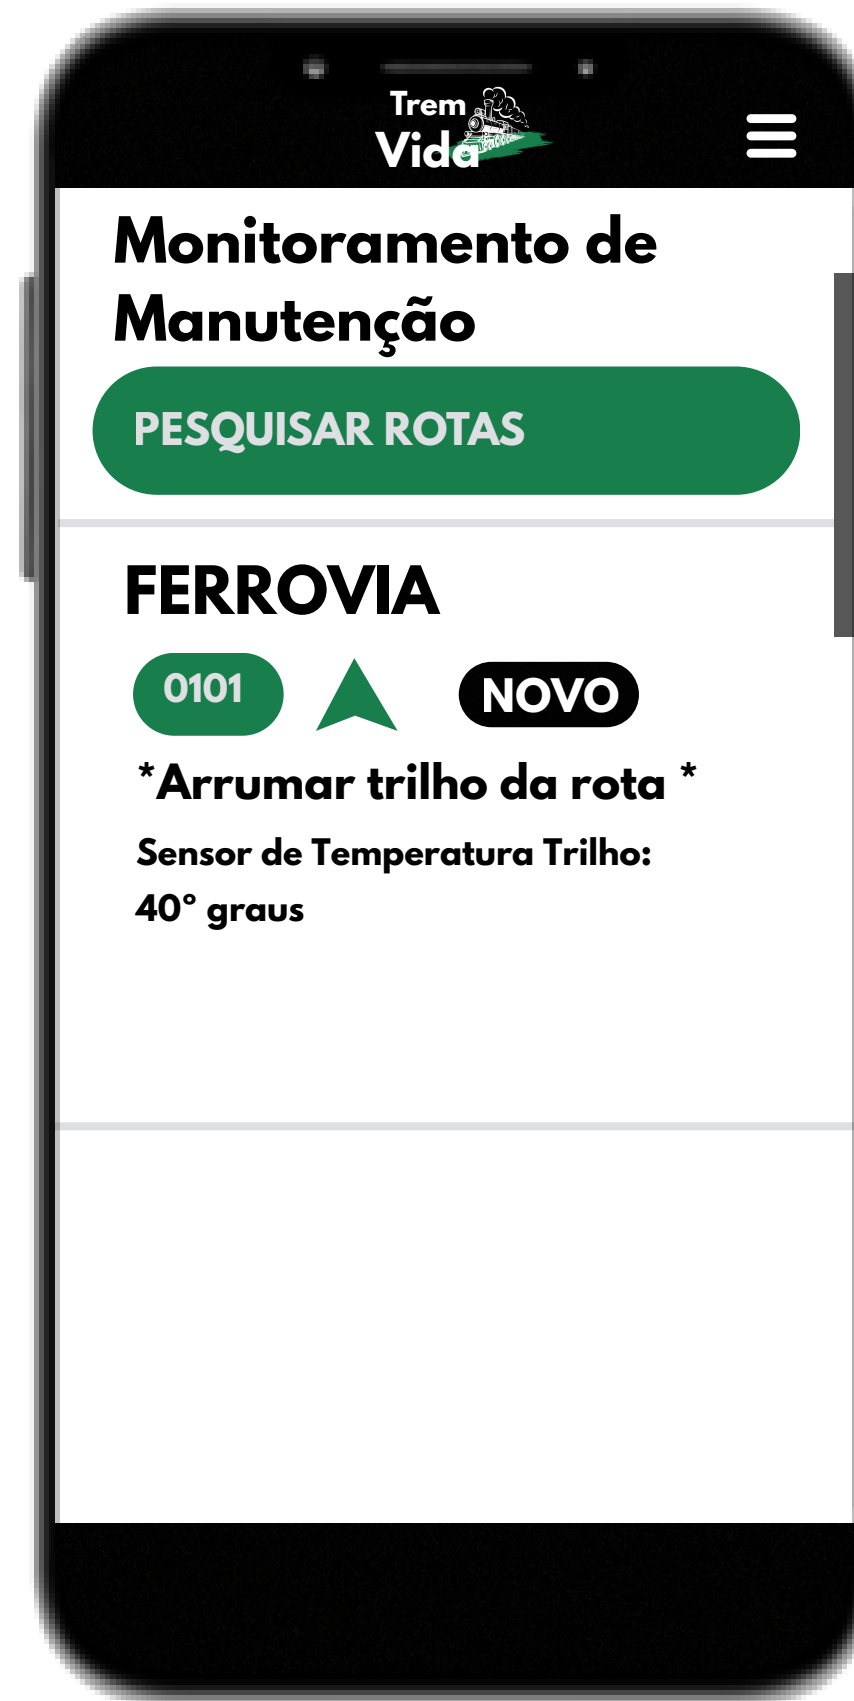 Trem
Vida
Monitoramento de
Manutenção
PESQUISAR ROTAS
FERROVIA
0101 NOVO
*Arrumar trilho da rota *
Sensor de Temperatura Trilho:
40° graus